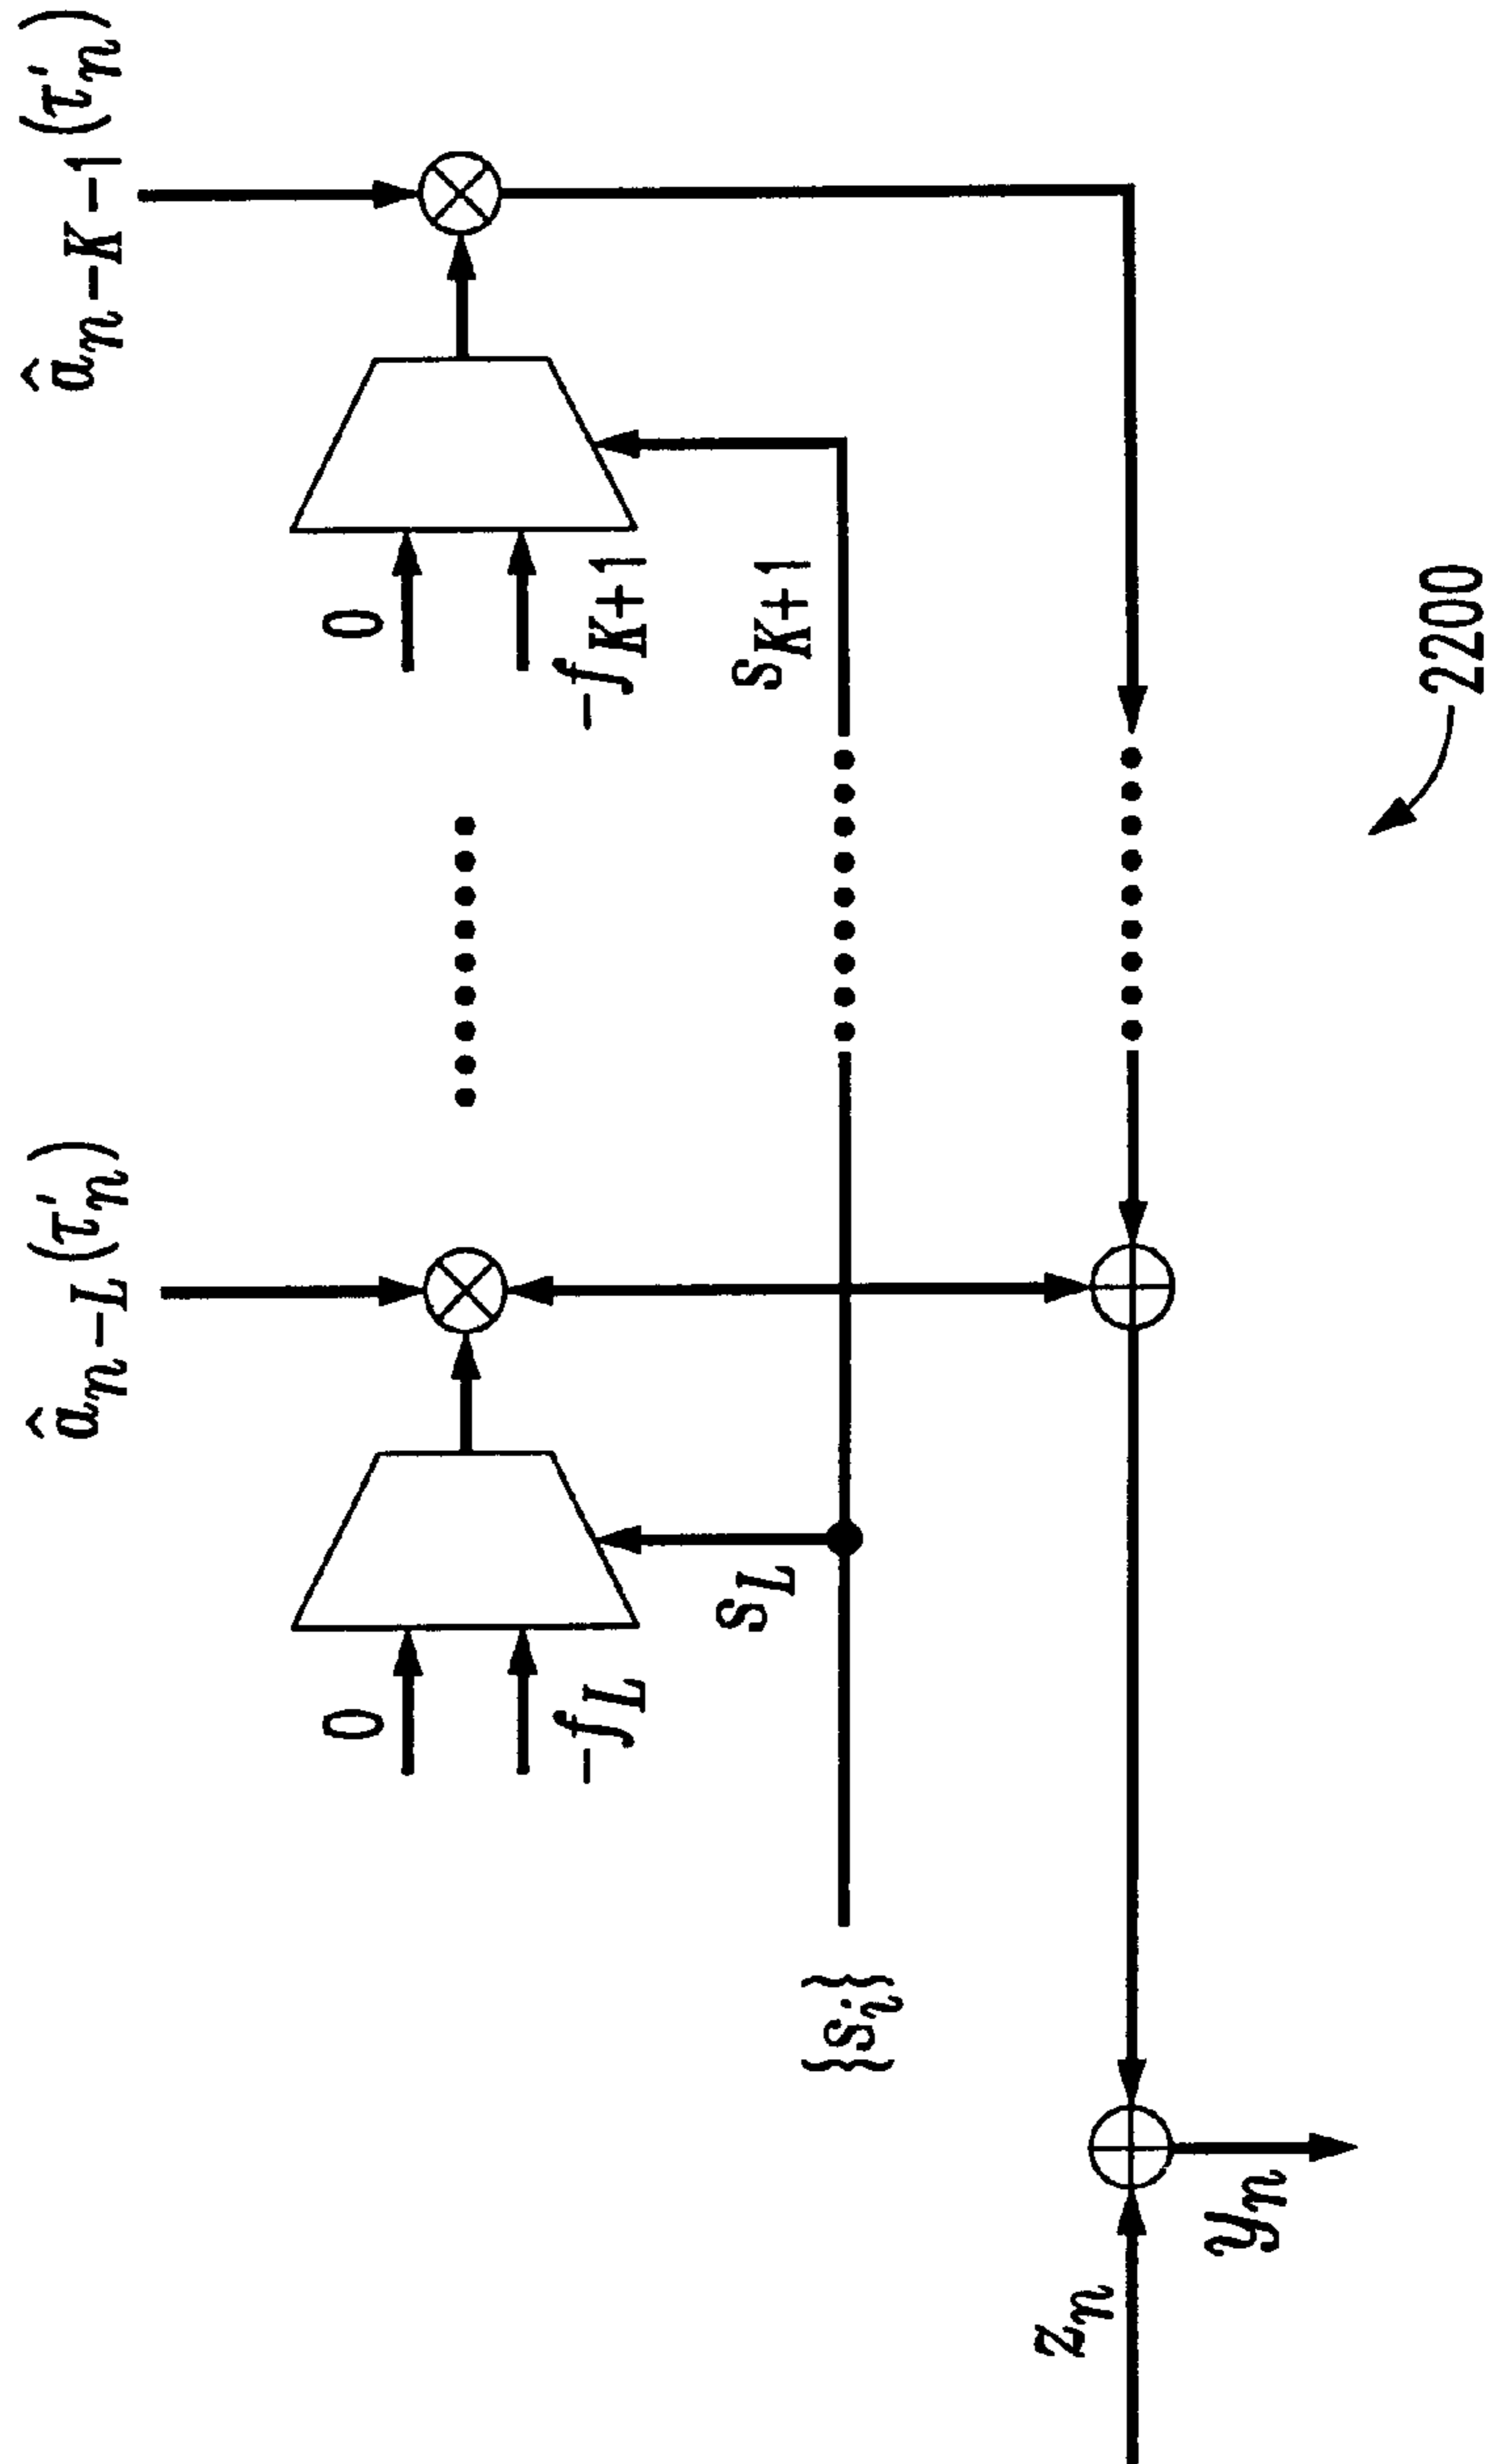 â_{n-L}(τ'_n)
â_{n-K-1}(τ'_n)
0
-f_L
0
-f_{K+1}
s_L
s_{K+1}
{s_i}
z_n
y_n
2200